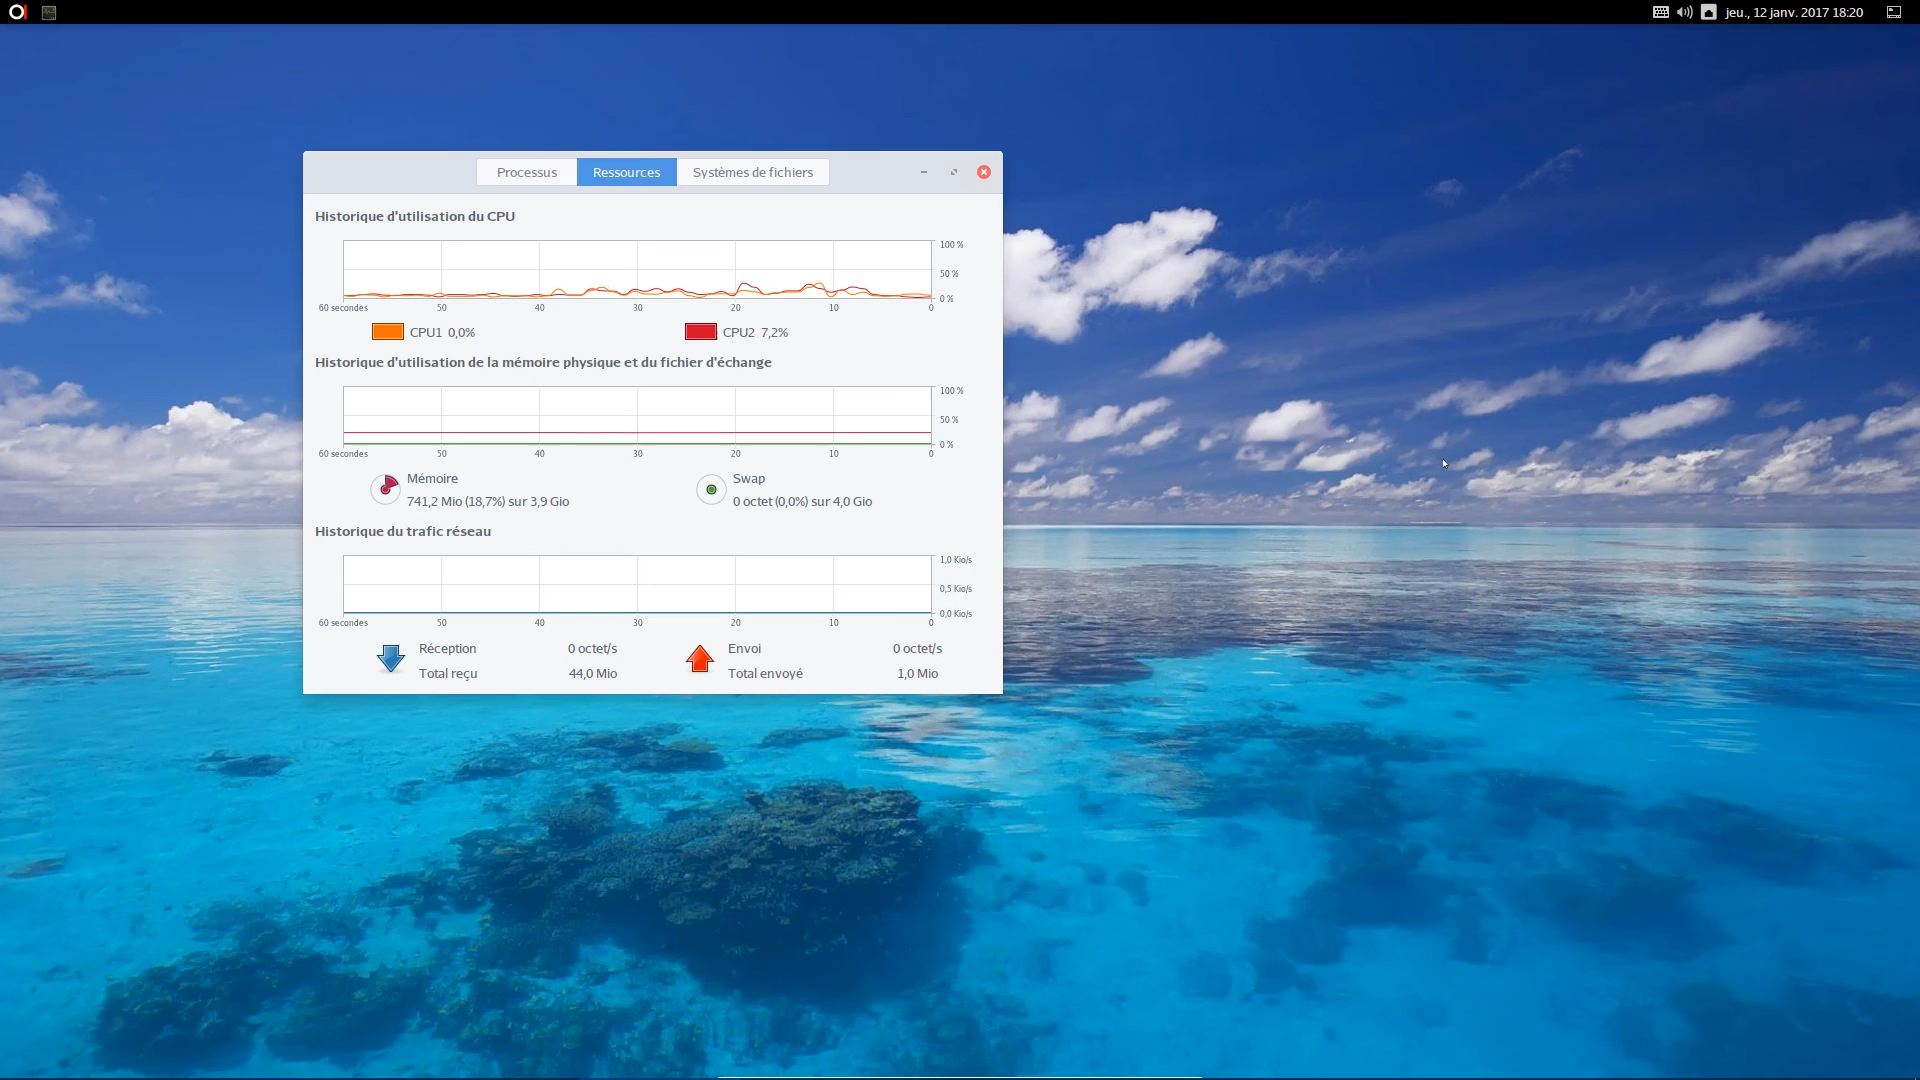 jeu., 12 janv. 2017 18:20
Processus Ressources Systèmes de fichiers
Historique d'utilisation du CPU
100 %
50 %
0 %
60 secondes 50 40 30 20 10 0
CPU1 0,0% CPU2 7,2%
Historique d'utilisation de la mémoire physique et du fichier d'échange
100 %
50 %
0 %
60 secondes 50 40 30 20 10 0
Mémoire Swap
741,2 Mio (18,7%) sur 3,9 Gio 0 octet (0,0%) sur 4,0 Gio
Historique du trafic réseau
1,0 Kio/s
0,5 Kio/s
0,0 Kio/s
60 secondes 50 40 30 20 10 0
Réception 0 octet/s Envoi 0 octet/s
Total reçu 44,0 Mio Total envoyé 1,0 Mio